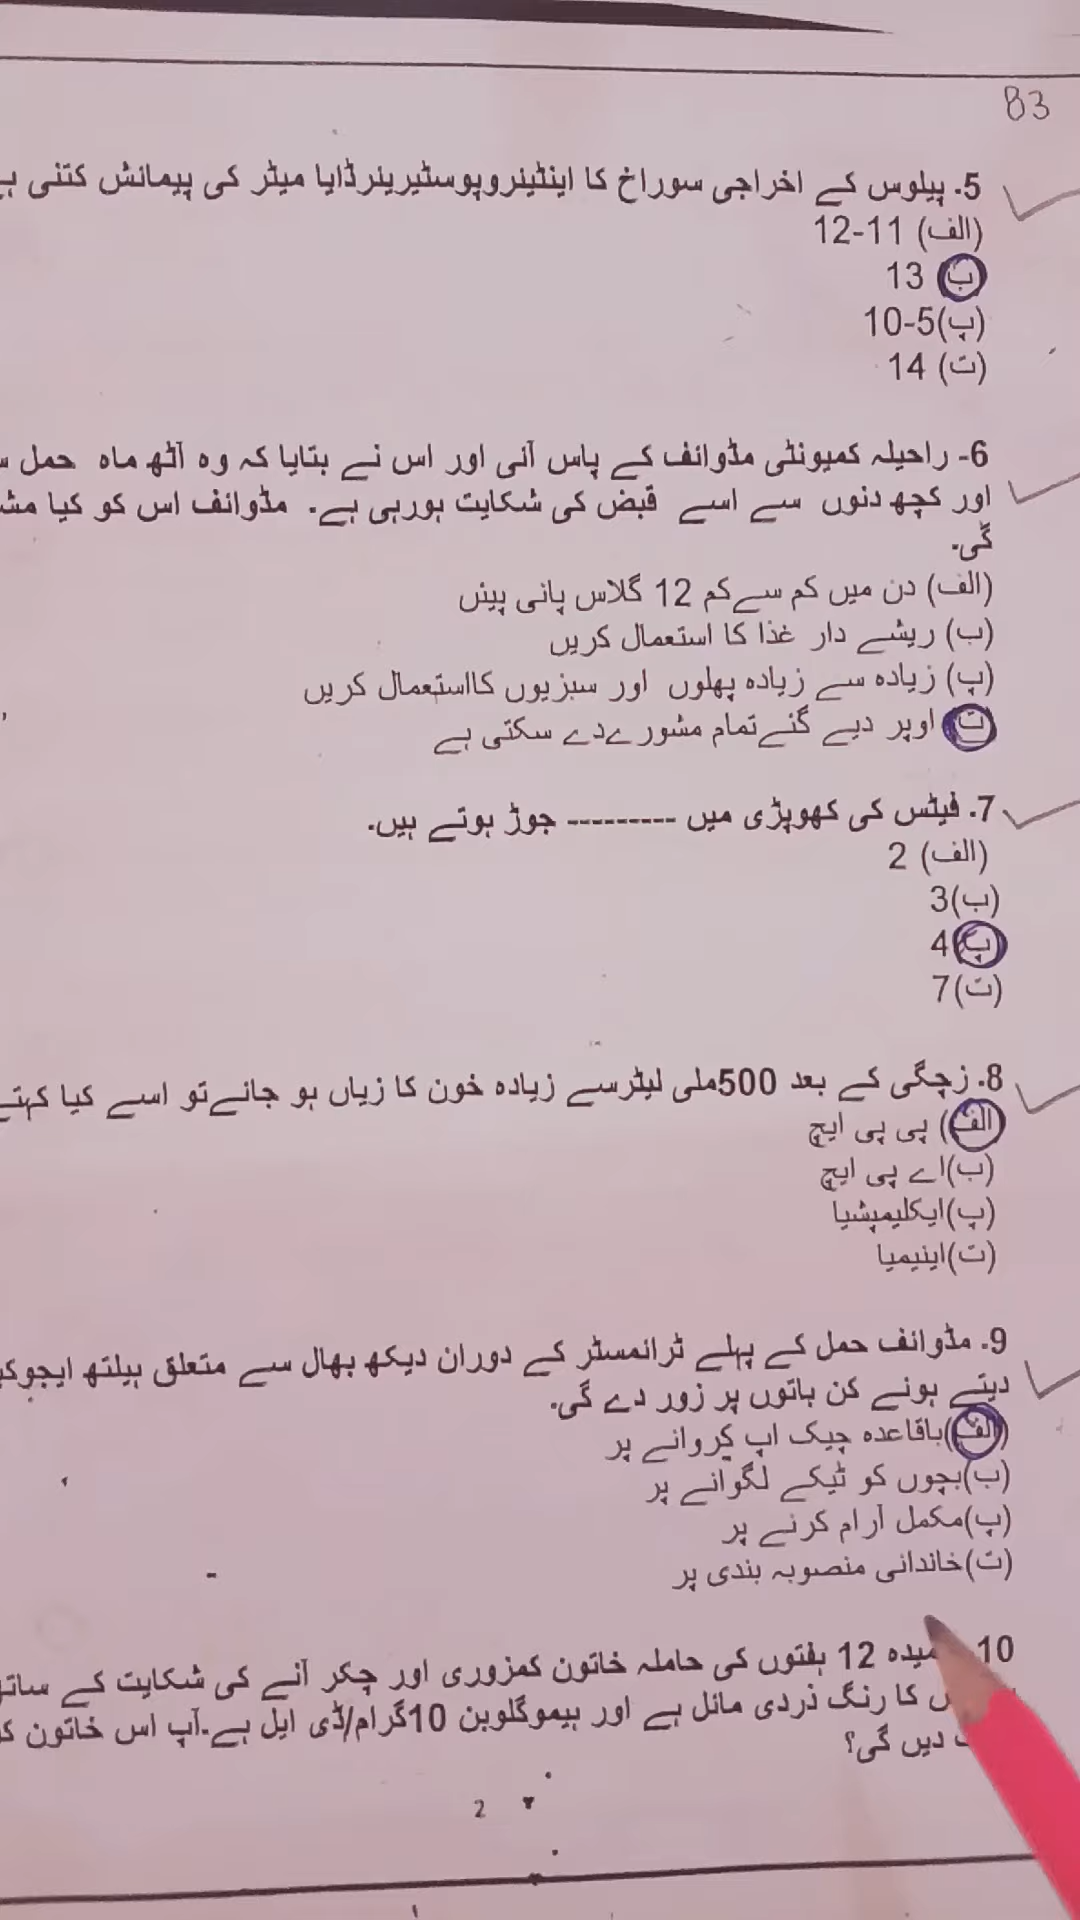 83
5. پیلوس کے اخراجی سوراخ کا اینٹیروپوسٹیریئرڈایا میٹر کی پیمائش کتنی
(الف) 11-12
(ب) 13
(پ)5-10
(ت) 14
6- راحیلہ کمیونٹی مڈوائف کے پاس آئی اور اس نے بتایا کہ وہ آٹھ ماہ حمل
اور کچھ دنوں سے اسے قبض کی شکایت ہورہی ہے. مڈوائف اس کو کیا
گی.
(الف) دن میں کم سےکم 12 گلاس پانی پیئں
(ب) ریشے دار غذا کا استعمال کریں
(پ) زیادہ سے زیادہ پھلوں اور سبزیوں کااستعمال کریں
(ت) اوپر دیے گئےتمام مشورےدے سکتی ہے
7. فیٹس کی کھوپڑی میں --------- جوڑ ہوتے ہیں.
(الف) 2
(ب)3
(پ)4
(ت)7
8. زچگی کے بعد 500ملی لیٹرسے زیادہ خون کا زیاں ہو جائےتو اسے کیا
(الف) پی پی ایچ
(ب)اے پی ایچ
(پ)ایکلیمپشیا
(ت)اینیمیا
9. مڈوائف حمل کے پہلے ٹرائمسٹر کے دوران دیکھ بھال سے متعلق ہیلتھ
دیتے ہوئے کن باتوں پر زور دے گی.
(الف)باقاعدہ چیک اپ کروانے پر
(ب)بچوں کو ٹیکے لگوانے پر
(پ)مکمل آرام کرنے پر
(ت)خاندانی منصوبہ بندی پر
10 12 ہفتوں کی حاملہ خاتون کمزوری اور چکر آنے کی شکایت کے
کا رنگ ذردی مائل ہے اور ہیموگلوبن 10گرام/ڈی ایل ہے.آپ اس خاتون
دیں گی؟
2